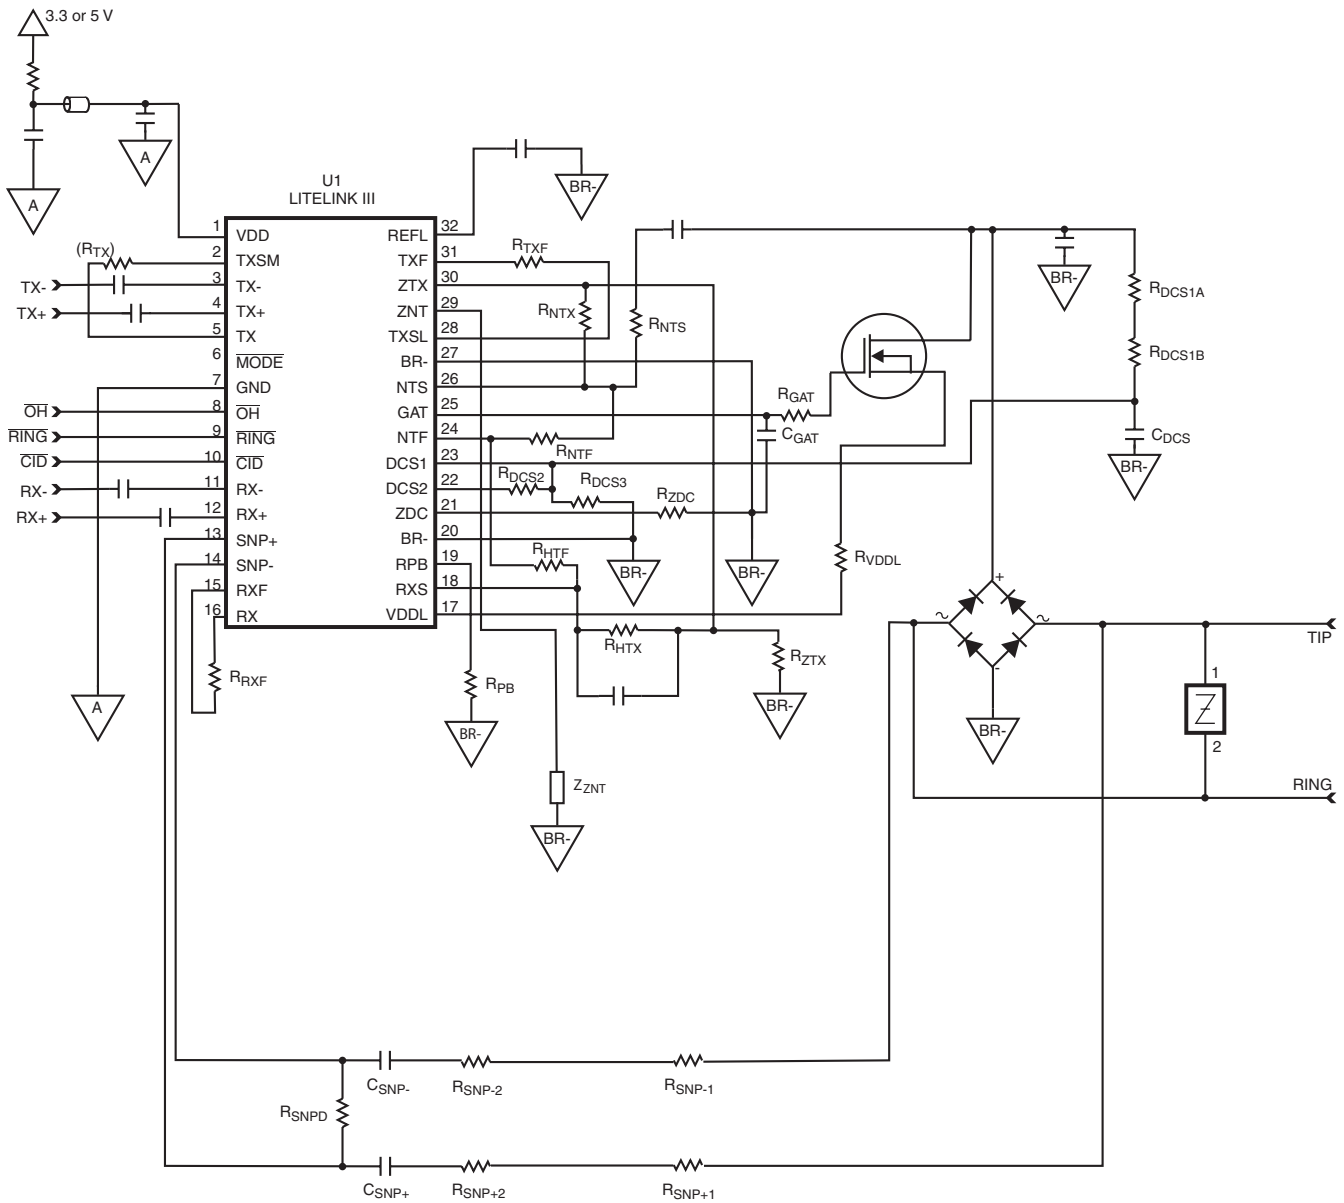 3.3 or 5 V
A
A
U1
LITELINK III
BR-
1 VDD REFL 32
(RTX) 2 TXSM TXF 31 RTXF
TX- 3 TX- ZTX 30
TX+ 4 TX+ ZNT 29 RNTX RNTS
5 TX TXSL 28
6 MODE BR- 27
7 GND NTS 26
OH 8 OH GAT 25 RGAT
RING 9 RING NTF 24 RNTF CGAT
CID 10 CID DCS1 23
RX- 11 RX- DCS2 22 RDCS2 RDCS3
RX+ 12 RX+ ZDC 21 RZDC
13 SNP+ BR- 20
14 SNP- RPB 19 RHTF
15 RXF RXS 18
16 RX VDDL 17
BR-
RDCS1A
RDCS1B
CDCS
BR-
RVDDL
BR-
BR-
+
~
~
-
TIP
RHTX
RZTX
RRXF
RPB
A
BR-
BR-
BR-
1
Z
2
RING
ZZNT
BR-
CSNP-
RSNP-2
RSNP-1
RSNPD
CSNP+
RSNP+2
RSNP+1